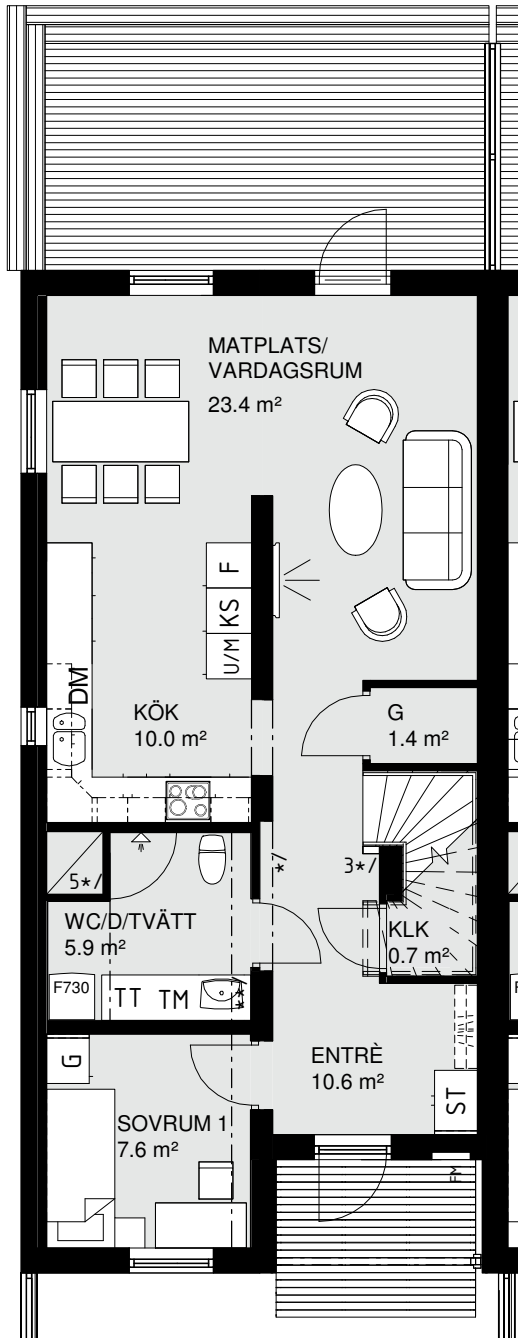 MATPLATS/
VARDAGSRUM
23.4 m²
F
KS
U/M
DM
KÖK
10.0 m²
G
1.4 m²
5*/
*/
3*/
WC/D/TVÄTT
5.9 m²
KLK
0.7 m²
F730
TT TM
**/
G
ENTRÈ
10.6 m²
ST
SOVRUM 1
7.6 m²
FM
F